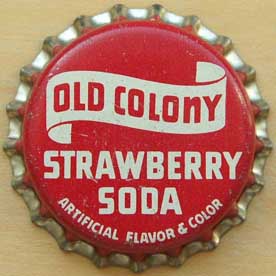 OLD COLONY
STRAWBERRY
SODA
ARTIFICIAL FLAVOR & COLOR